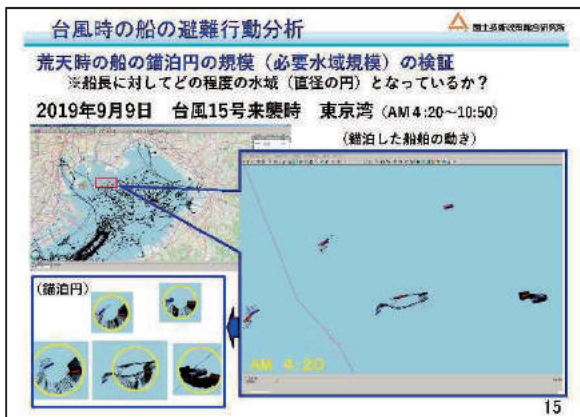 台風時の船の避難行動分析
国土技術政策総合研究所
荒天時の船の錨泊円の規模（必要水域規模）の検証
※船長に対してどの程度の水域（直径の円）となっているか？
2019年9月9日　台風15号来襲時　東京湾（AM４:20～10:50）
（錨泊した船舶の動き）
（錨泊円）
AM 4:20
15